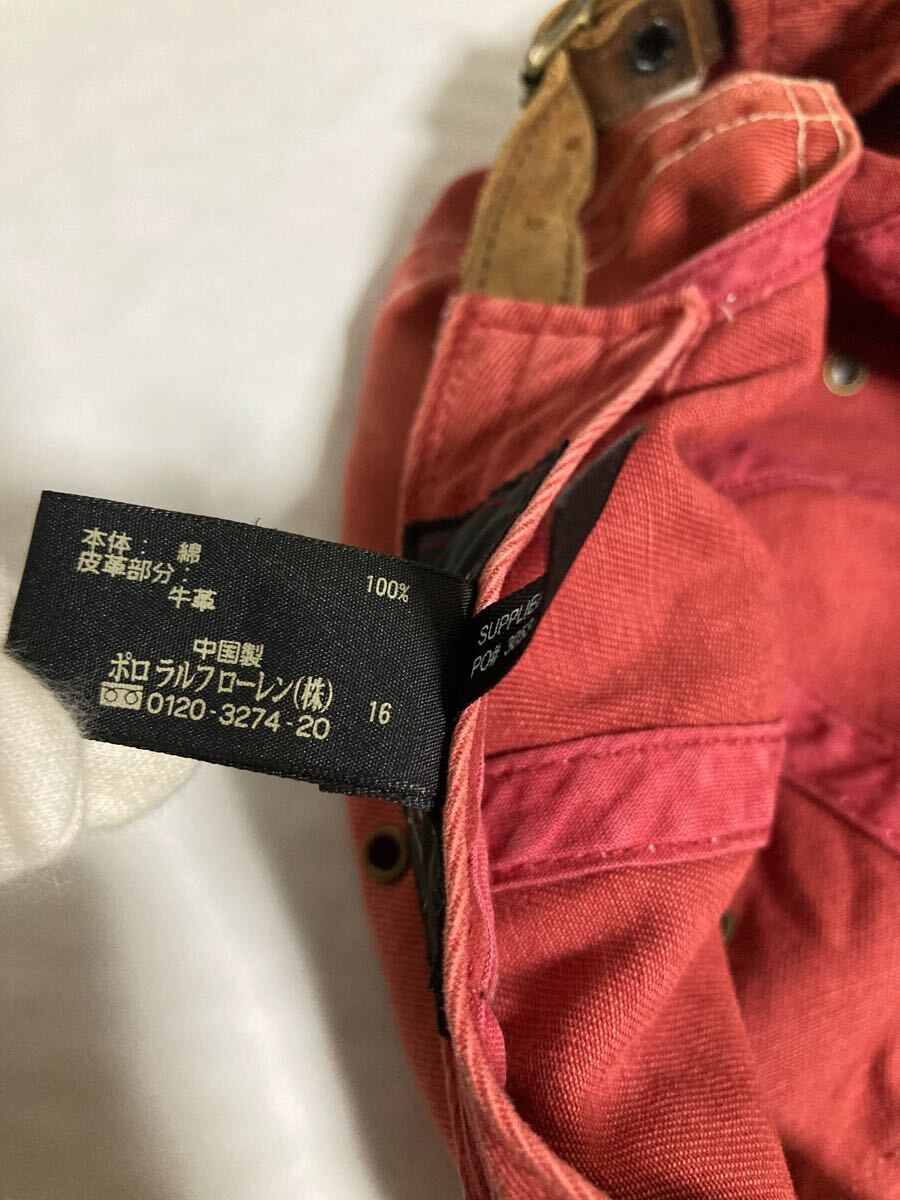 本体: 綿 100%
皮革部分:
牛革
中国製
ポロ ラルフ ローレン(株)
0120-3274-20 16
SUPPLIE
PO#